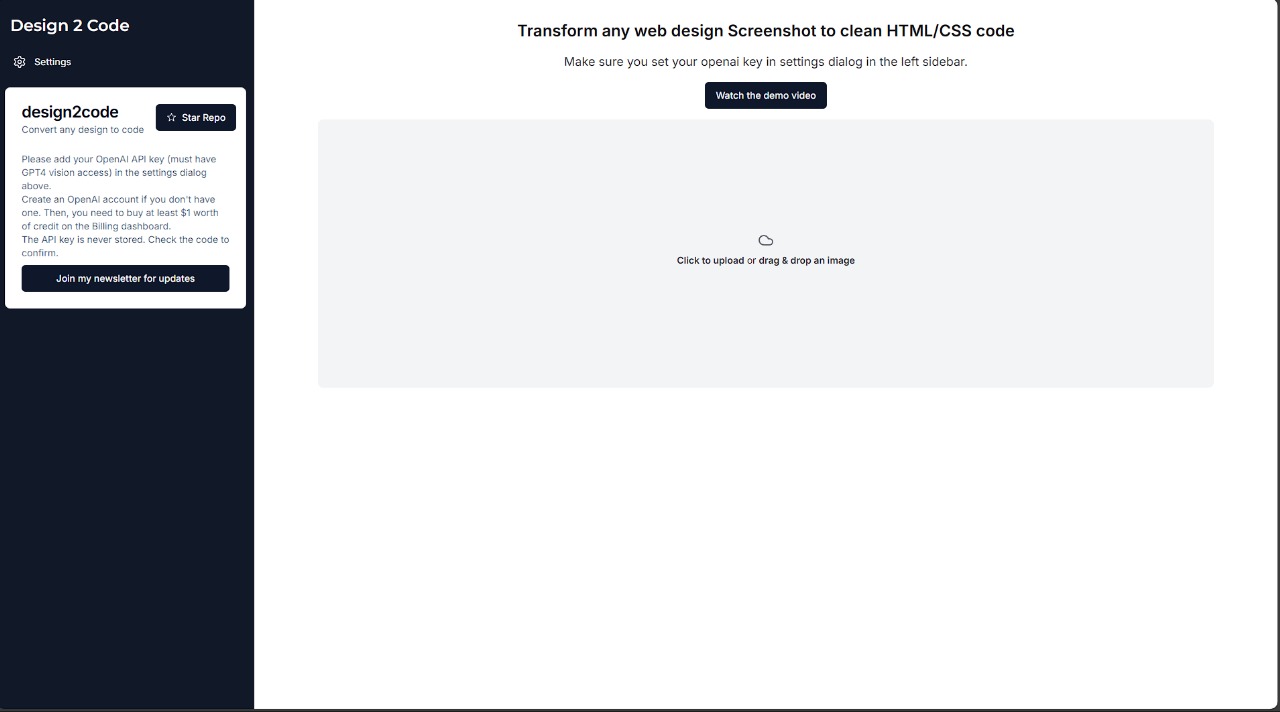 Design 2 Code
Settings
design2code
Convert any design to code
Star Repo
Please add your OpenAI API key (must have
GPT4 vision access) in the settings dialog
above.
Create an OpenAI account if you don't have
one. Then, you need to buy at least $1 worth
of credit on the Billing dashboard.
The API key is never stored. Check the code to
confirm.
Join my newsletter for updates
Transform any web design Screenshot to clean HTML/CSS code
Make sure you set your openai key in settings dialog in the left sidebar.
Watch the demo video
Click to upload or drag & drop an image